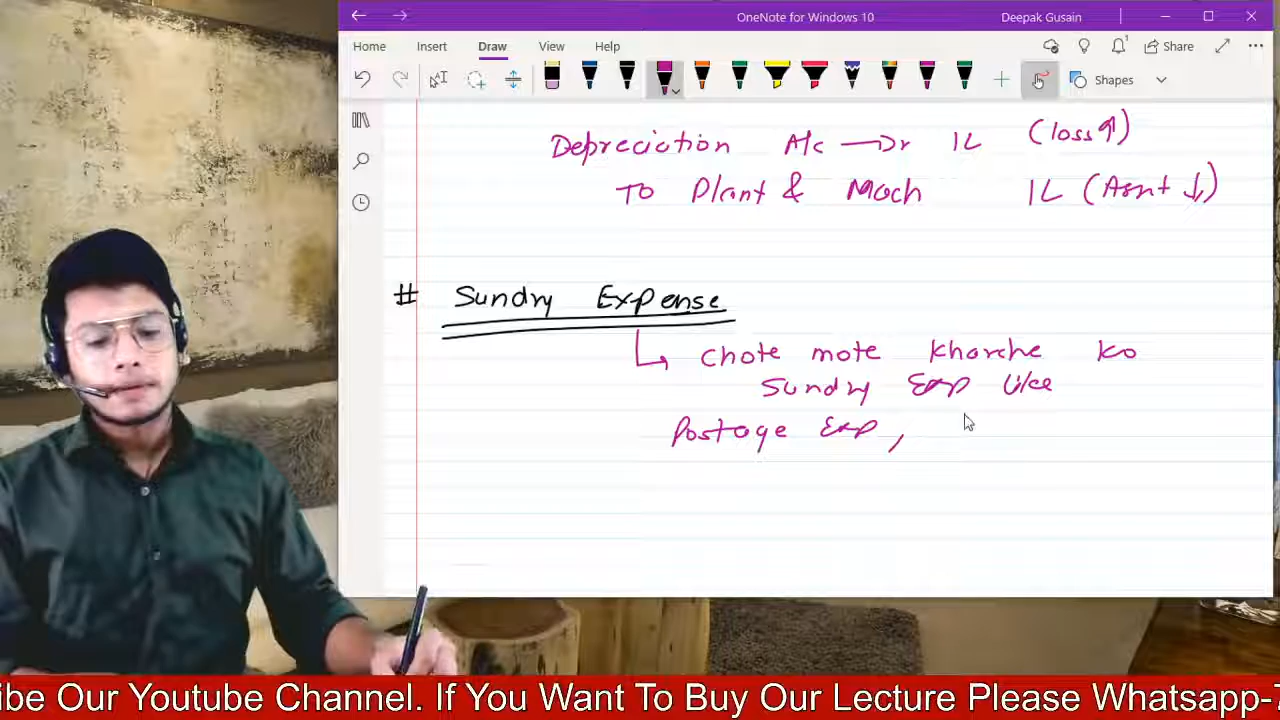 OneNote for Windows 10 Deepak Gusain
Home Insert Draw View Help Share
Shapes
Depreciation A/c → Dr 1L (loss ↑)
To Plant & Mach 1L (Asset ↓)
# Sundry Expense
↳ Chote mote kharche ko
Sundry Exp like
Postage Exp,
ibe Our Youtube Channel. If You Want To Buy Our Lecture Please Whatsapp-7